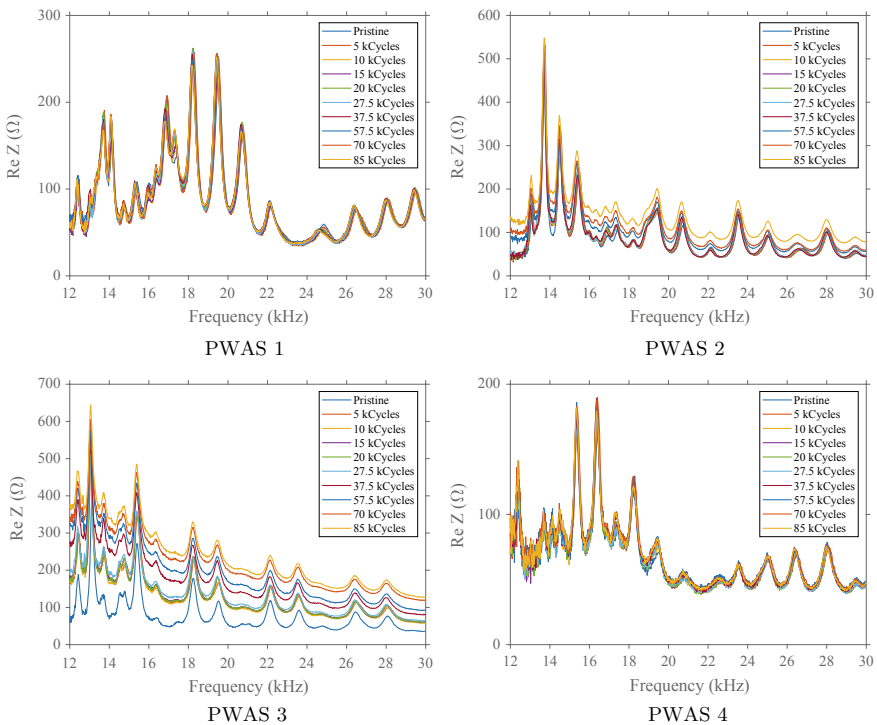 300
200
100
0
Re Z (Ω)
12 14 16 18 20 22 24 26 28 30
Frequency (kHz)
Pristine
5 kCycles
10 kCycles
15 kCycles
20 kCycles
27.5 kCycles
37.5 kCycles
57.5 kCycles
70 kCycles
85 kCycles
PWAS 1
600
500
400
300
200
100
0
Re Z (Ω)
12 14 16 18 20 22 24 26 28 30
Frequency (kHz)
Pristine
5 kCycles
10 kCycles
15 kCycles
20 kCycles
27.5 kCycles
37.5 kCycles
57.5 kCycles
70 kCycles
85 kCycles
PWAS 2
700
600
500
400
300
200
100
0
Re Z (Ω)
12 14 16 18 20 22 24 26 28 30
Frequency (kHz)
Pristine
5 kCycles
10 kCycles
15 kCycles
20 kCycles
27.5 kCycles
37.5 kCycles
57.5 kCycles
70 kCycles
85 kCycles
PWAS 3
200
100
0
Re Z (Ω)
12 14 16 18 20 22 24 26 28 30
Frequency (kHz)
Pristine
5 kCycles
10 kCycles
15 kCycles
20 kCycles
27.5 kCycles
37.5 kCycles
57.5 kCycles
70 kCycles
85 kCycles
PWAS 4